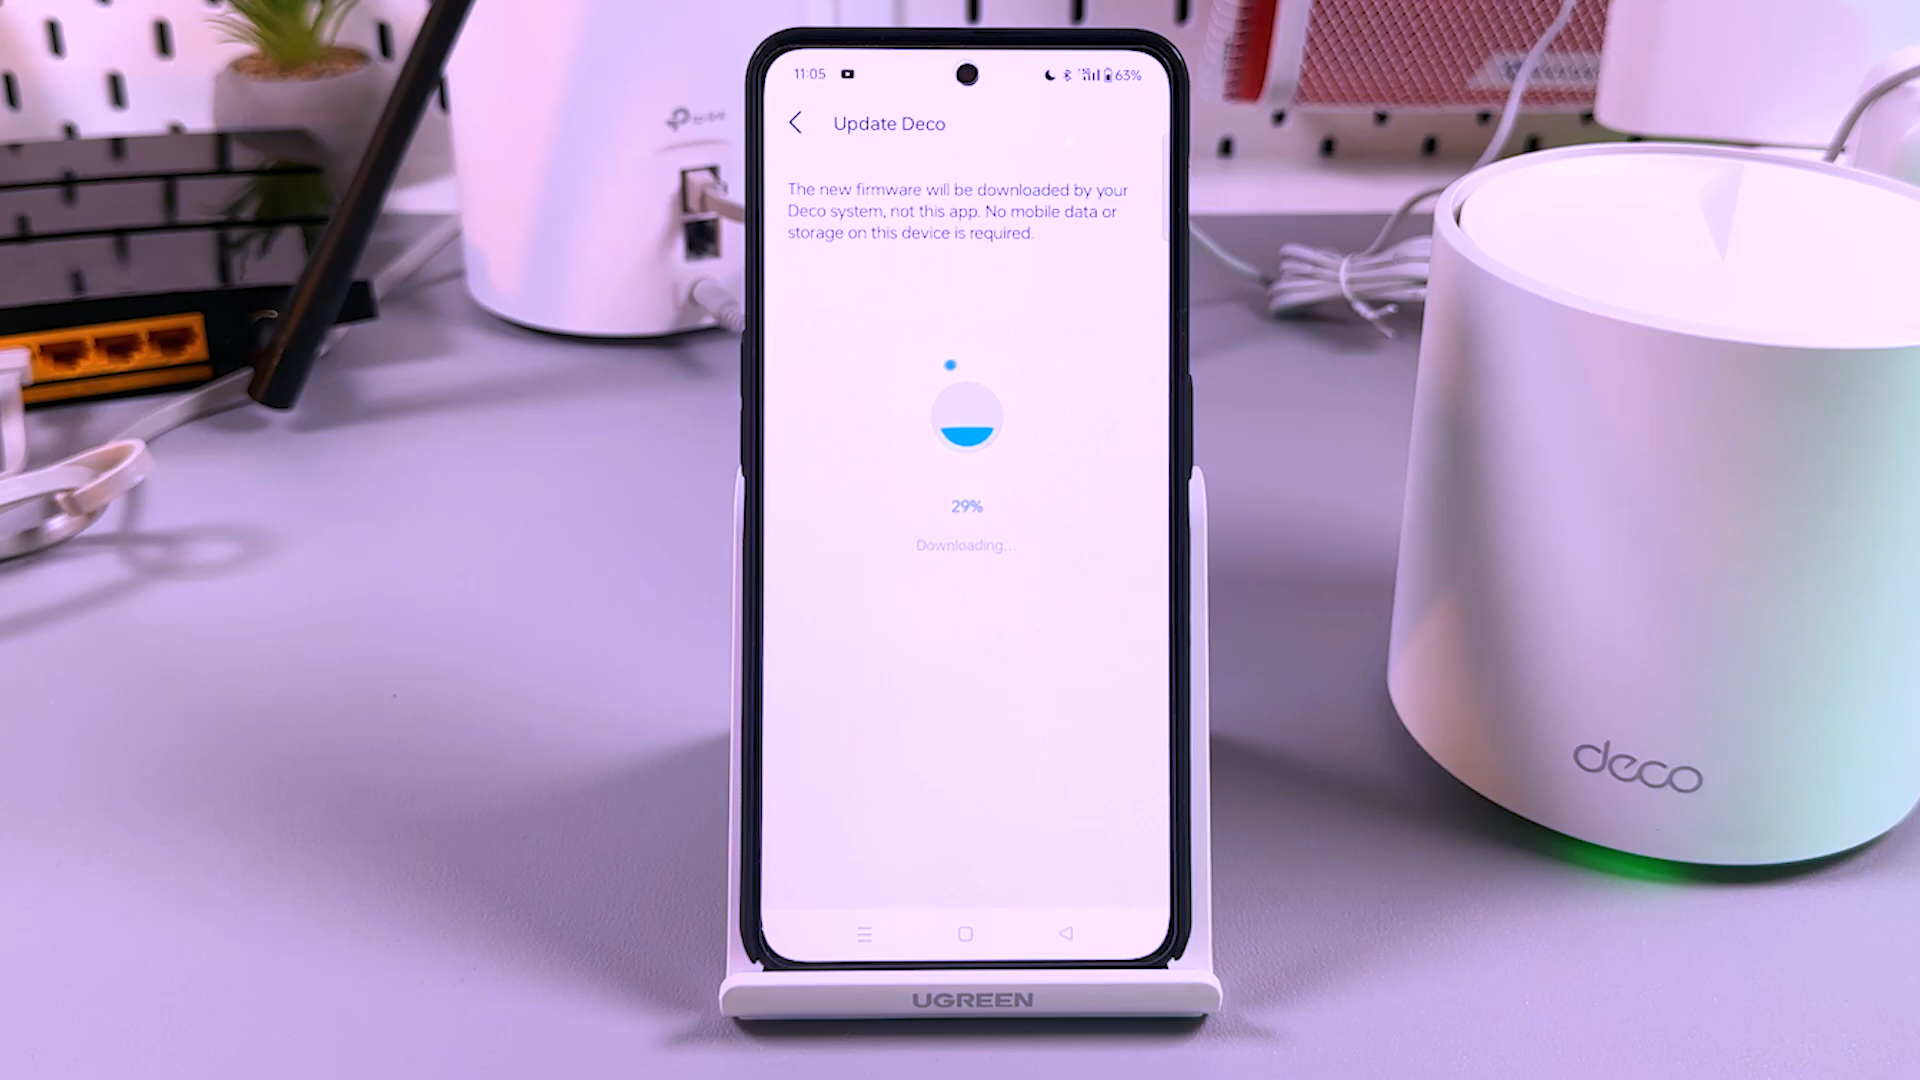 11:05
63%
Update Deco
The new firmware will be downloaded by your
Deco system, not this app. No mobile data or
storage on this device is required.
29%
Downloading...
deco
UGREEN